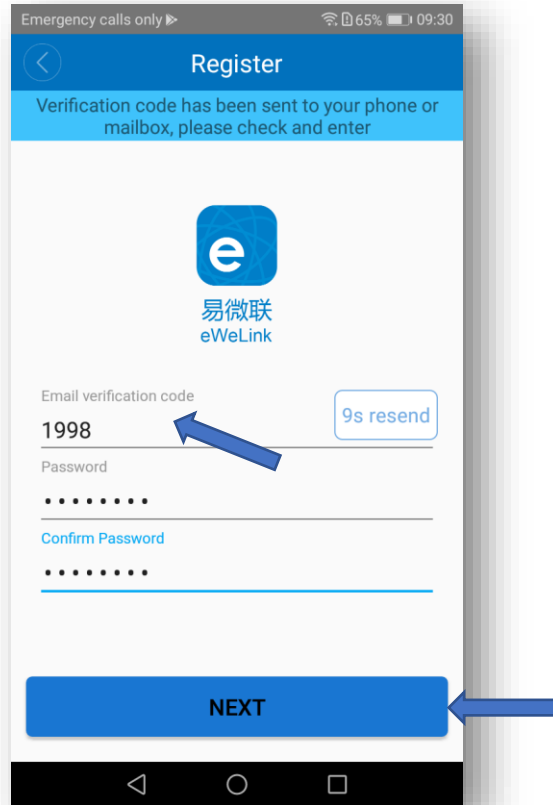 Emergency calls only 65% 09:30
Register
Verification code has been sent to your phone or
mailbox, please check and enter
e
易微联
eWeLink
Email verification code
1998
9s resend
Password
••••••••
Confirm Password
••••••••
NEXT